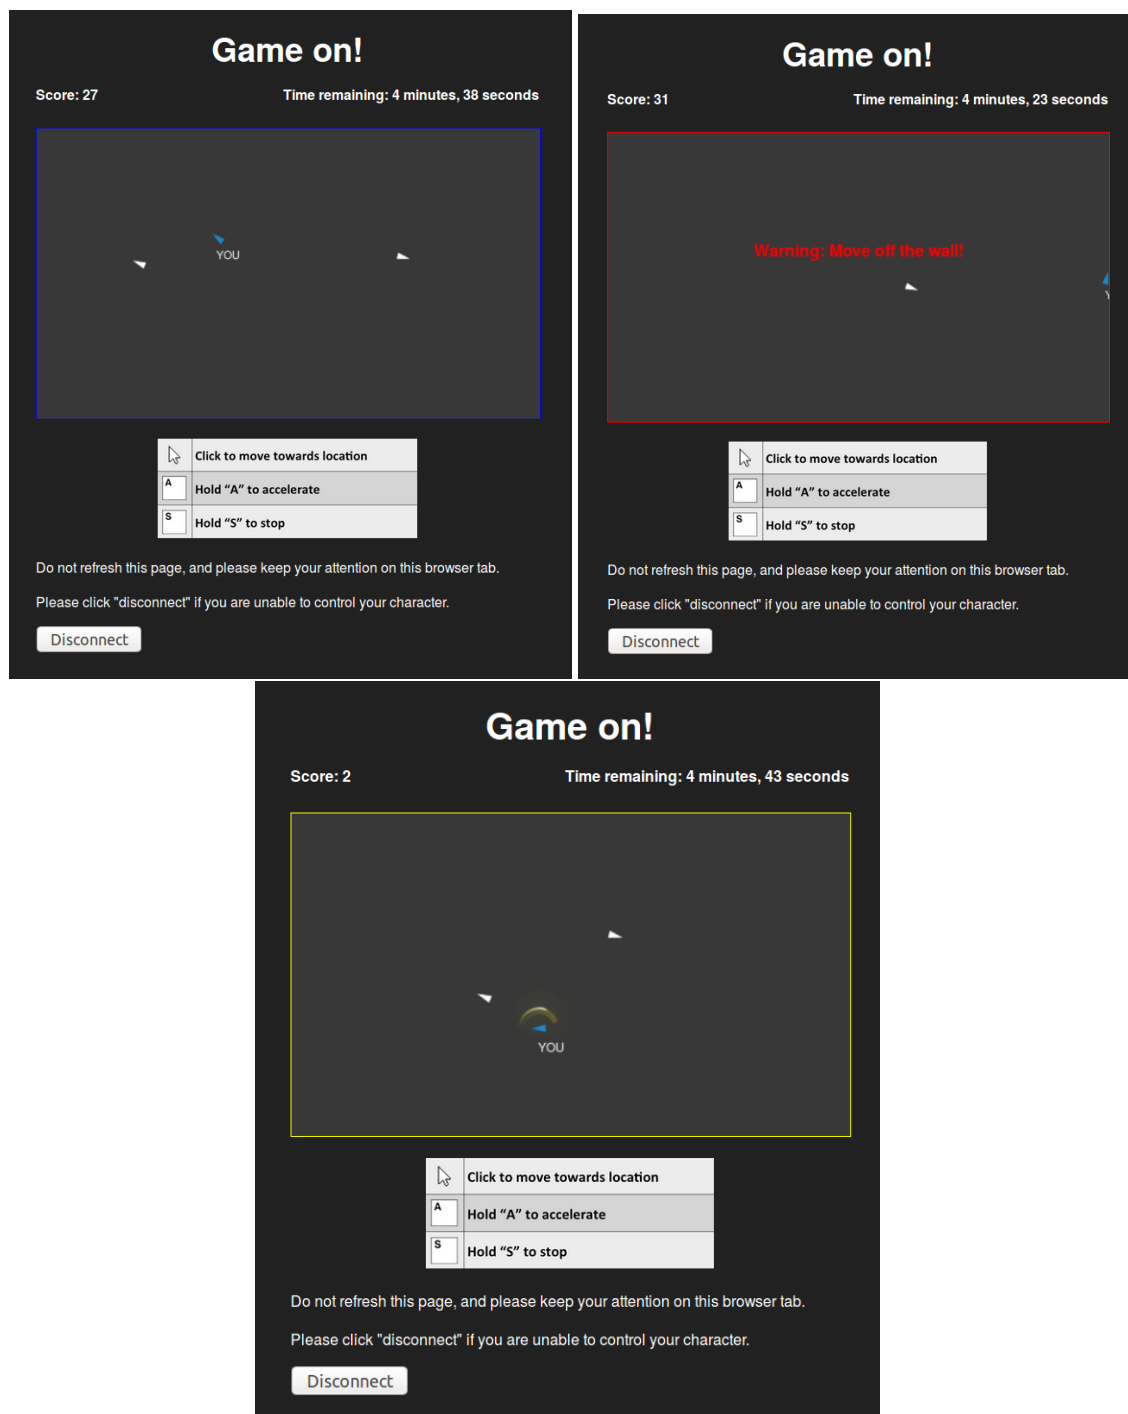 Game on!
Score: 27 Time remaining: 4 minutes, 38 seconds
YOU
Click to move towards location
A Hold “A” to accelerate
S Hold “S” to stop
Do not refresh this page, and please keep your attention on this browser tab.
Please click "disconnect" if you are unable to control your character.
Disconnect
Game on!
Score: 31 Time remaining: 4 minutes, 23 seconds
Warning: Move off the wall!
Click to move towards location
A Hold “A” to accelerate
S Hold “S” to stop
Do not refresh this page, and please keep your attention on this browser tab.
Please click "disconnect" if you are unable to control your character.
Disconnect
Game on!
Score: 2 Time remaining: 4 minutes, 43 seconds
YOU
Click to move towards location
A Hold “A” to accelerate
S Hold “S” to stop
Do not refresh this page, and please keep your attention on this browser tab.
Please click "disconnect" if you are unable to control your character.
Disconnect